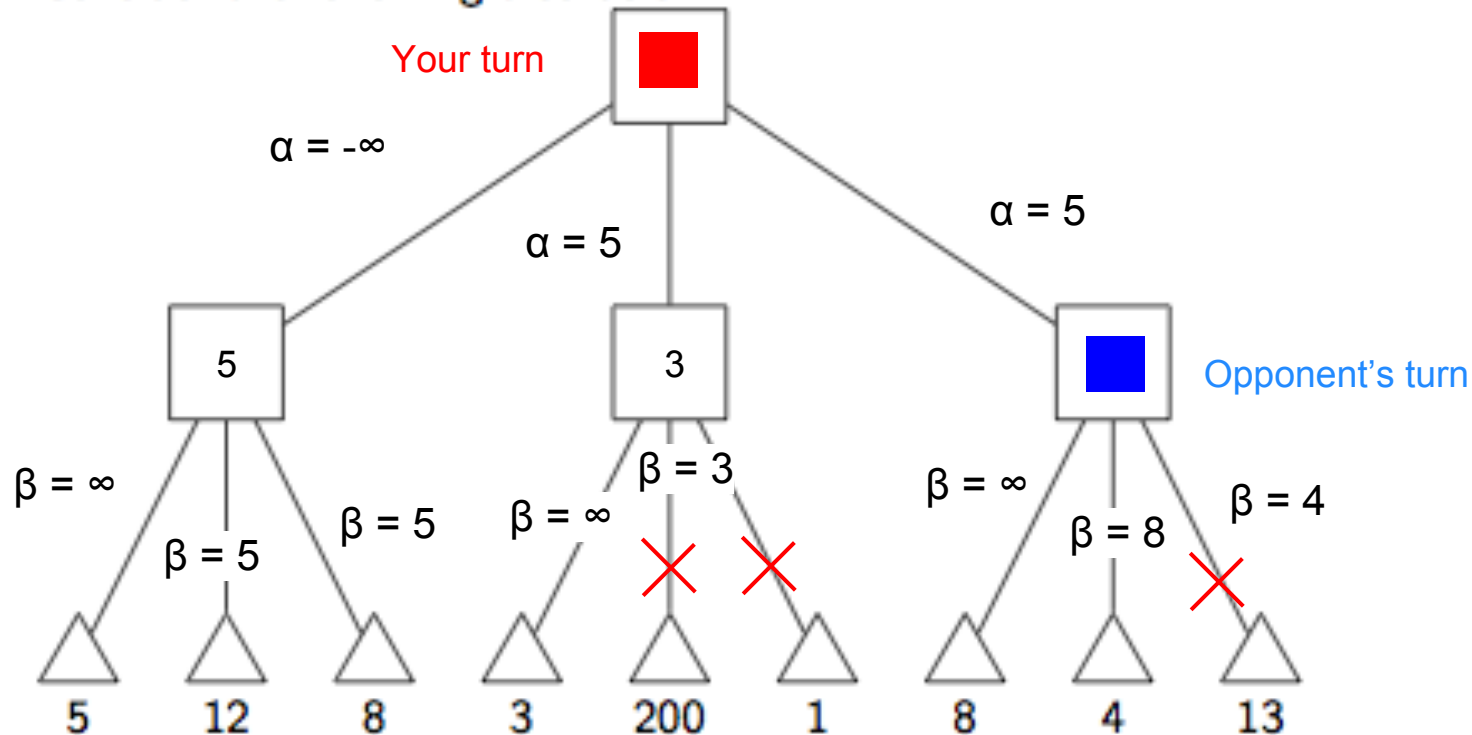 Your turn
α = -∞
α = 5
α = 5
5
3
Opponent's turn
β = ∞
β = 5
β = 5
β = ∞
β = 3
β = ∞
β = 8
β = 4
5 12 8 3 200 1 8 4 13